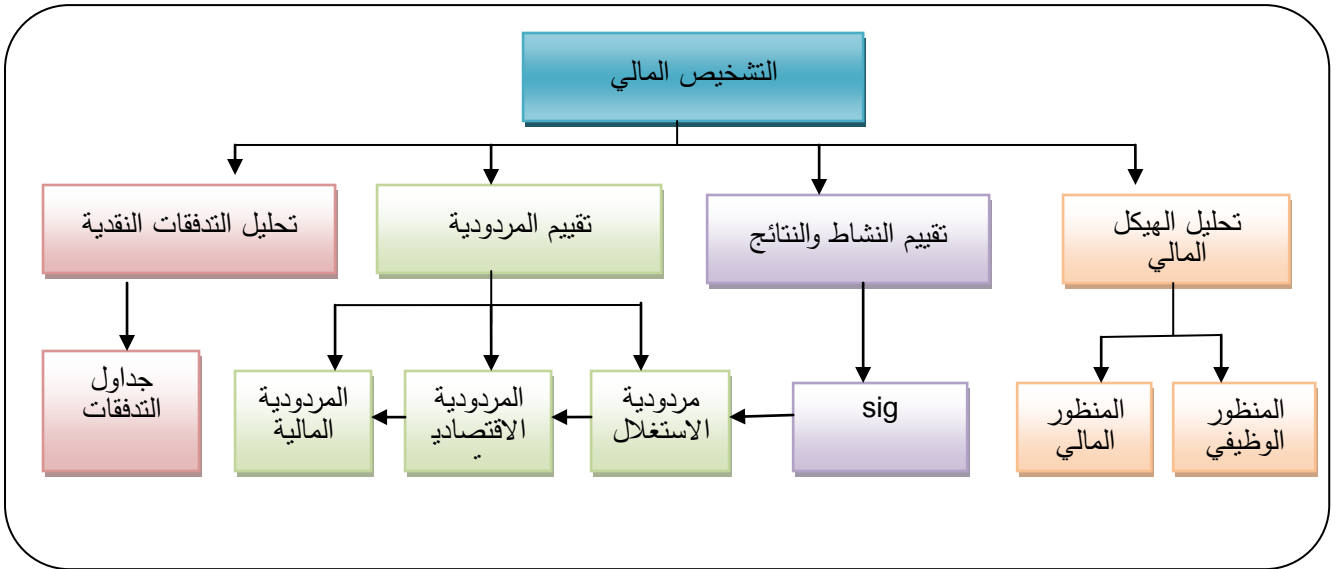 التشخيص المالي
تحليل الهيكل
المالي
تقييم النشاط والنتائج
تقييم المردودية
تحليل التدفقات النقدية
المنظور
الوظيفي
المنظور
المالي
sig
مردودية
الاستغلال
المردودية
الاقتصادي
المردودية
المالية
جداول
التدفقات